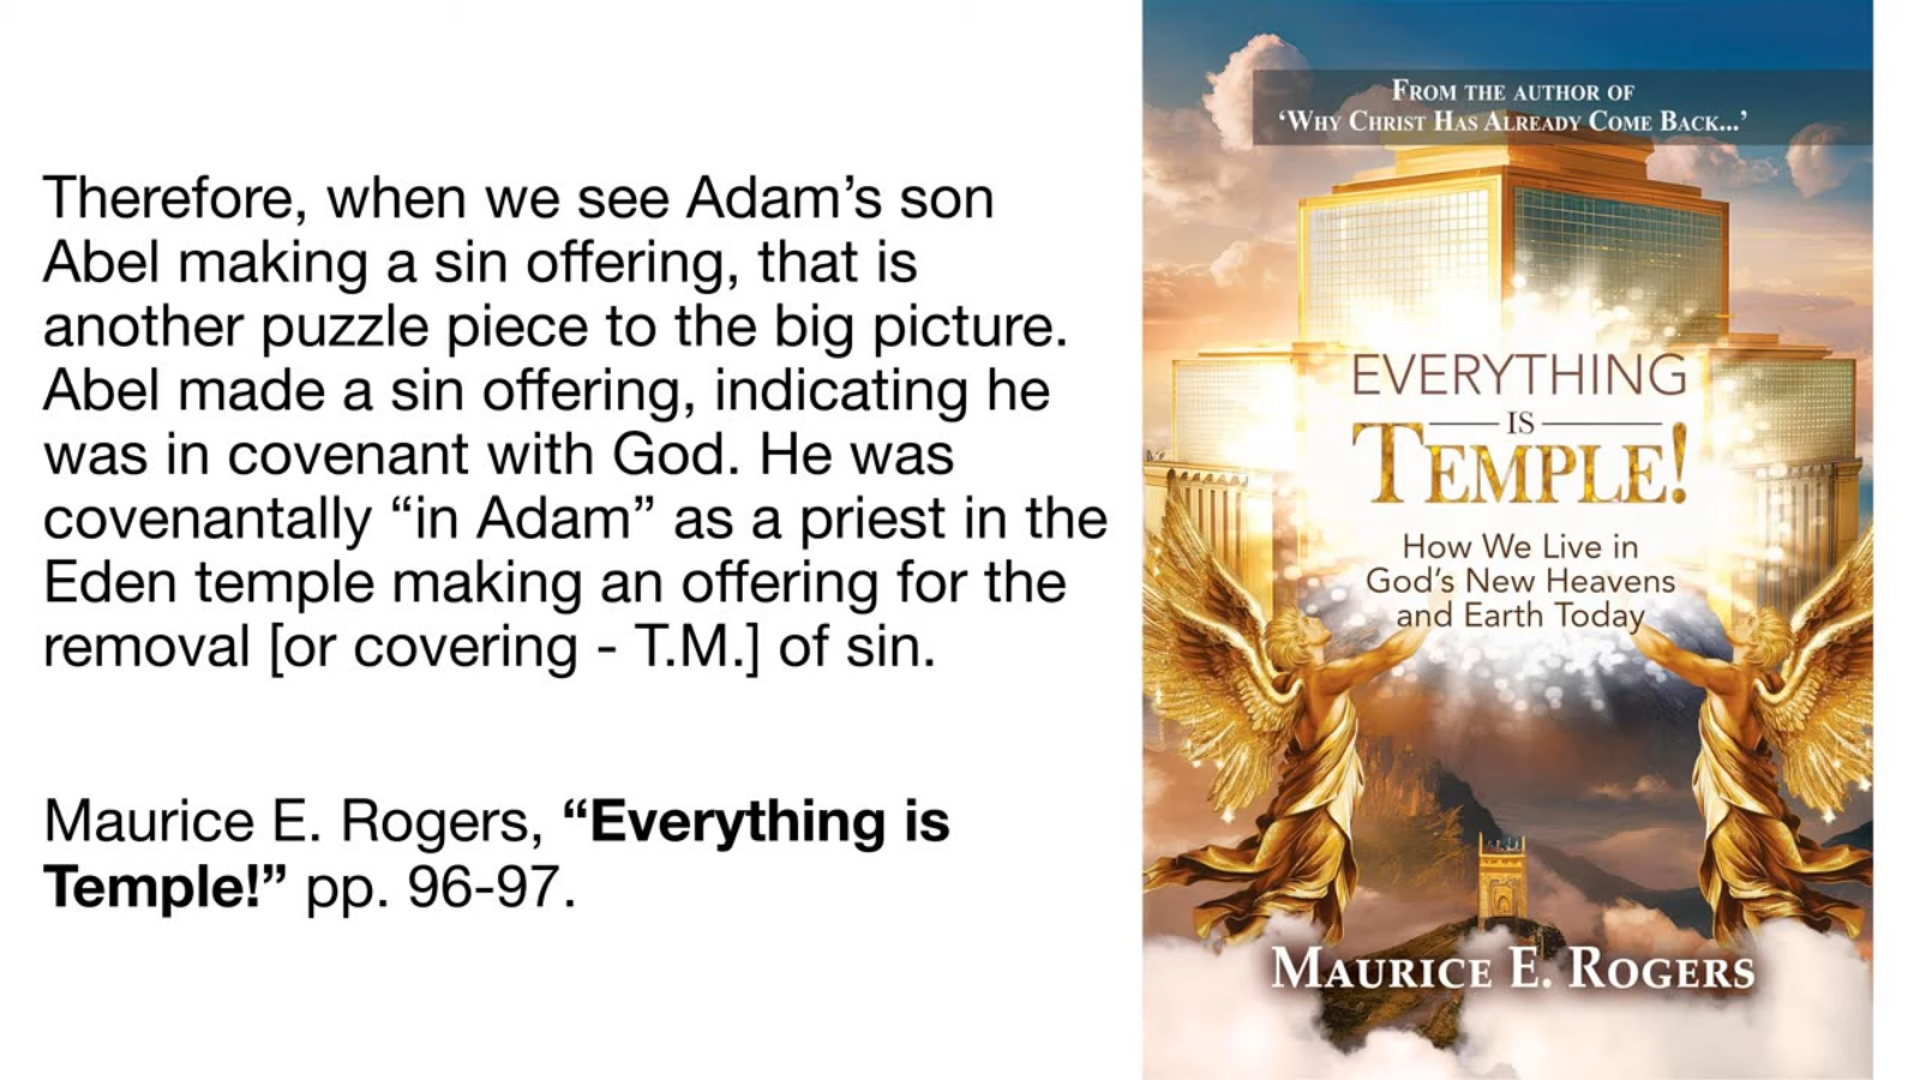 Therefore, when we see Adam’s son
Abel making a sin offering, that is
another puzzle piece to the big picture.
Abel made a sin offering, indicating he
was in covenant with God. He was
covenantally “in Adam” as a priest in the
Eden temple making an offering for the
removal [or covering - T.M.] of sin.
Maurice E. Rogers, “Everything is
Temple!” pp. 96-97.
FROM THE AUTHOR OF
‘WHY CHRIST HAS ALREADY COME BACK...’
EVERYTHING
IS
TEMPLE!
How We Live in
God’s New Heavens
and Earth Today
MAURICE E. ROGERS